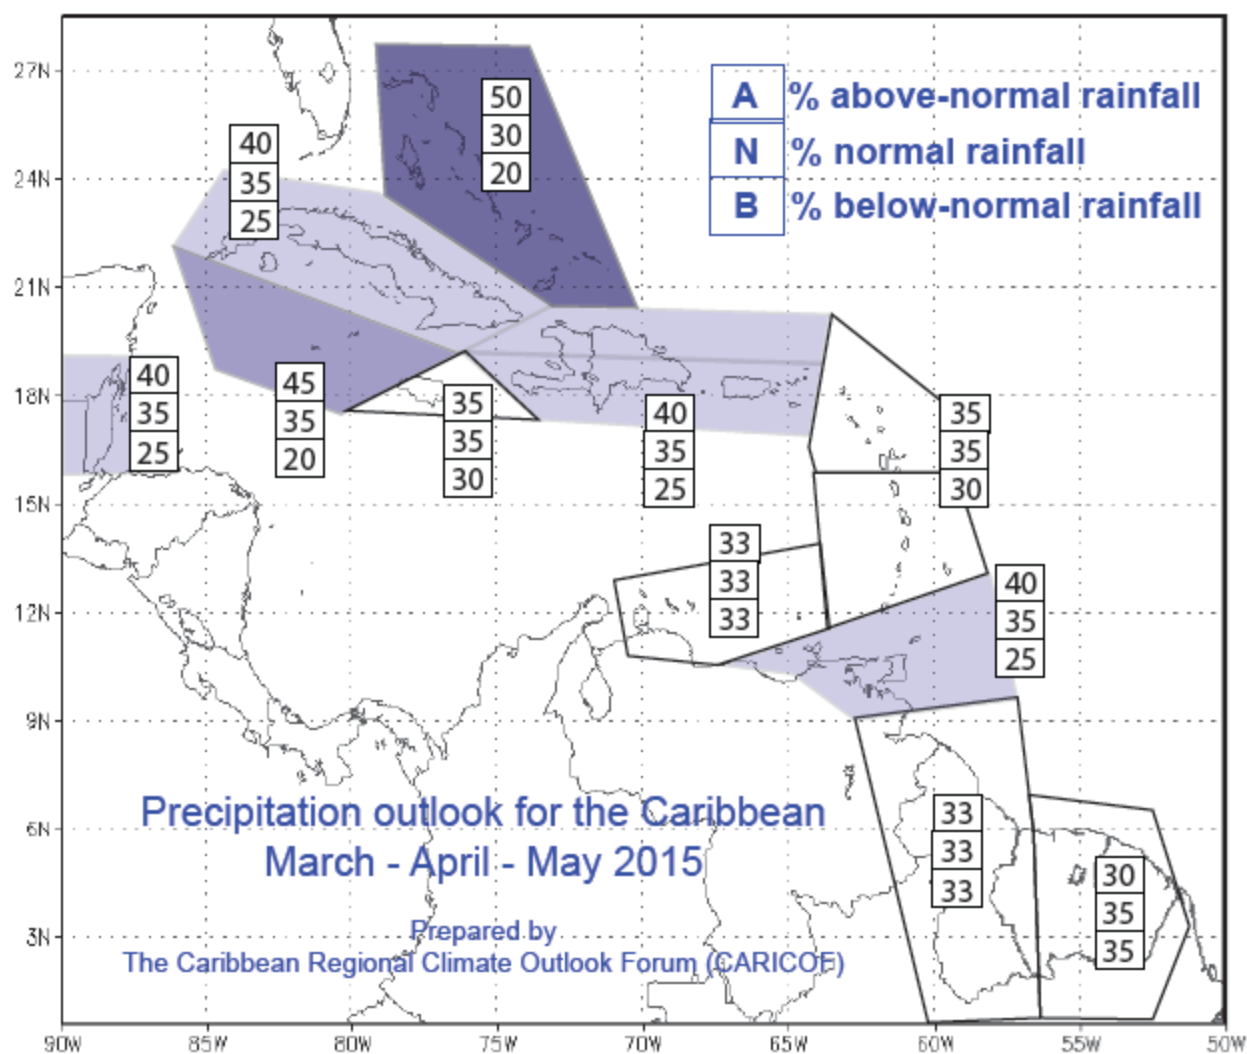 27N
24N
21N
18N
15N
12N
9N
6N
3N
90W
85W
80W
75W
70W
65W
60W
55W
50W
A % above-normal rainfall
N % normal rainfall
B % below-normal rainfall
50
30
20
40
35
25
40
35
25
45
35
20
35
35
30
40
35
25
35
35
30
33
33
33
40
35
25
33
33
33
30
35
35
Precipitation outlook for the Caribbean
March - April - May 2015
Prepared by
The Caribbean Regional Climate Outlook Forum (CARICOF)